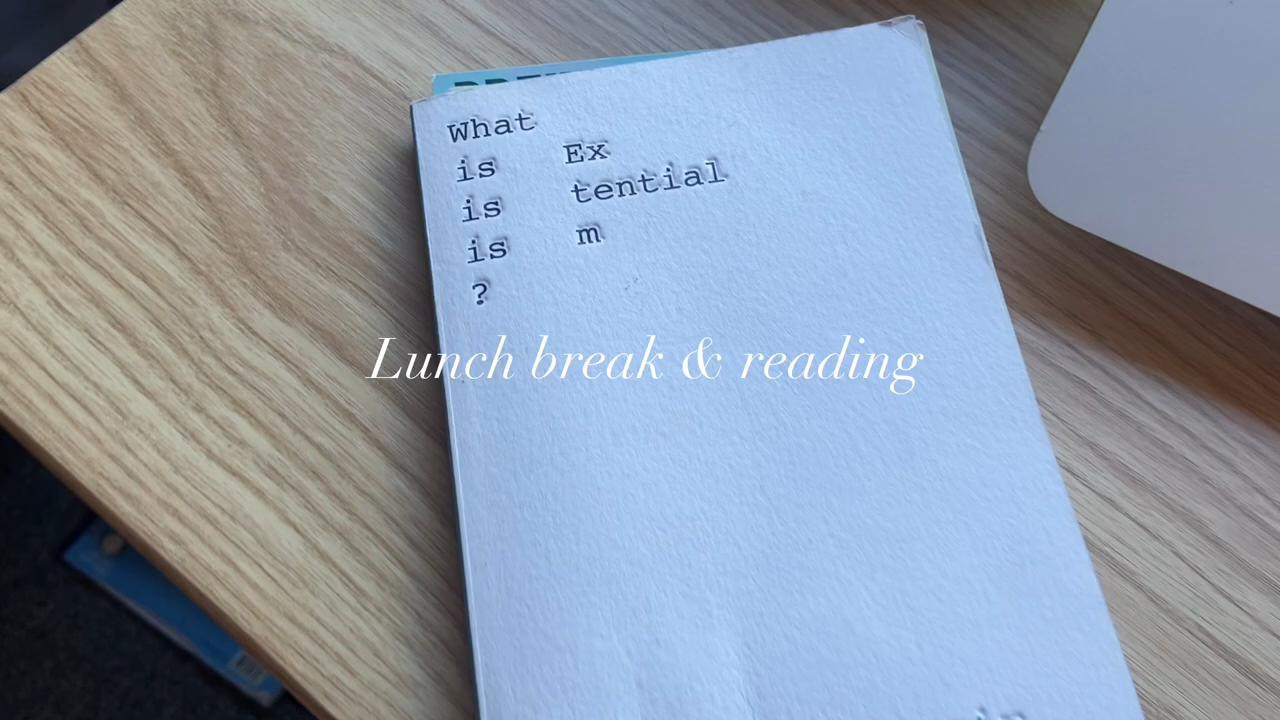 What
is Ex
is tential
is m
?
Lunch break & reading